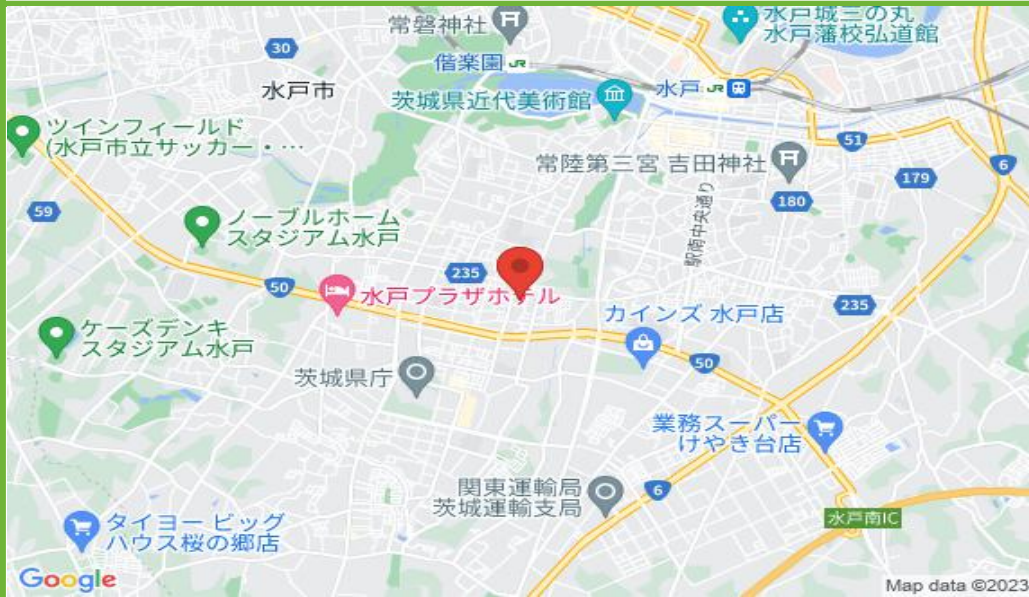 常磐神社
水戸城三の丸
水戸藩校弘道館
30
偕楽園 JR
水戸市
水戸 JR
茨城県近代美術館
ツインフィールド
(水戸市立サッカー・…
51
常陸第三宮 吉田神社
6
179
59
180
ノーブルホーム
スタジアム水戸
駅南中央通り
235
50
水戸プラザホテル
235
カインズ 水戸店
ケーズデンキ
スタジアム水戸
50
茨城県庁
業務スーパー
けやき台店
関東運輸局
茨城運輸支局
6
水戸南IC
タイヨー ビッグ
ハウス桜の郷店
Google
Map data ©2023